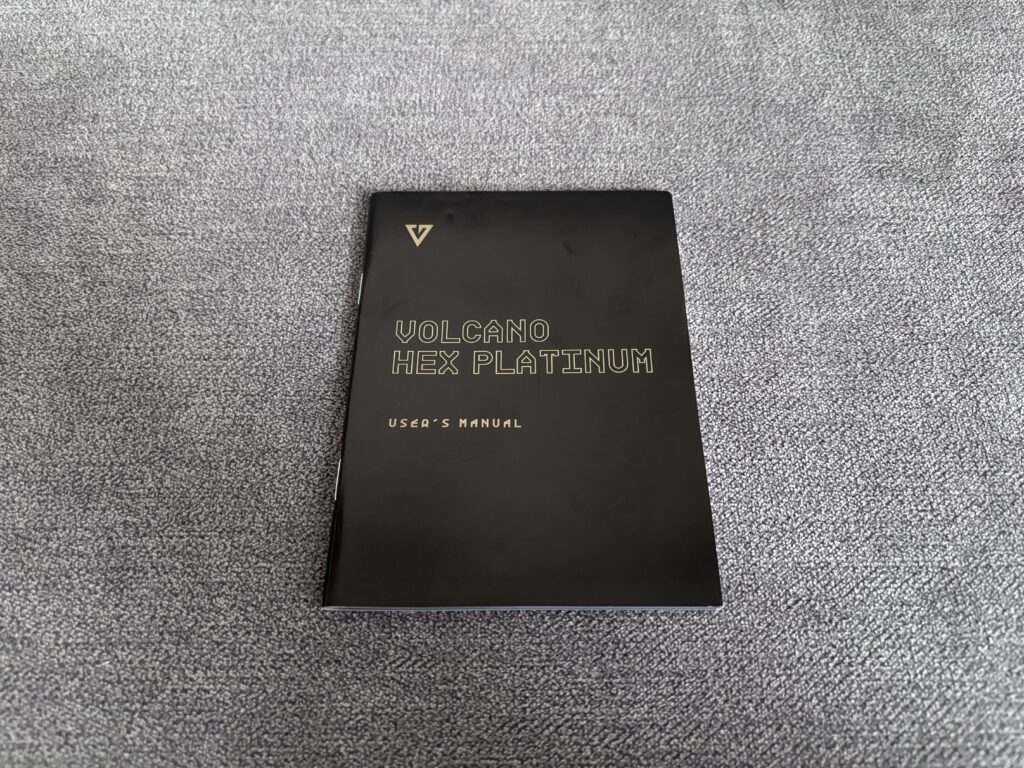 VOLCANO
HEX PLATINUM
USER'S MANUAL